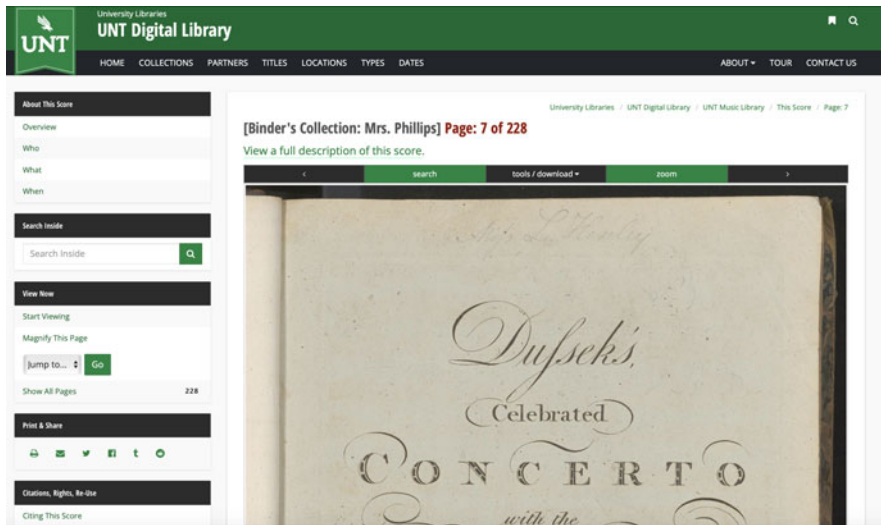 UNT
University Libraries
UNT Digital Library
HOME COLLECTIONS PARTNERS TITLES LOCATIONS TYPES DATES
ABOUT TOUR CONTACT US
About This Score
Overview
Who
What
When
Search Inside
Search Inside
View Now
Start Viewing
Magnify This Page
Jump to... Go
Show All Pages 228
Print & Share
Citations, Rights, Re-Use
Citing This Score
University Libraries / UNT Digital Library / UNT Music Library / This Score / Page: 7
[Binder's Collection: Mrs. Phillips] Page: 7 of 228
View a full description of this score.
< search tools / download zoom >
Henley
Dufsek's,
Celebrated
CONCERTO
with the